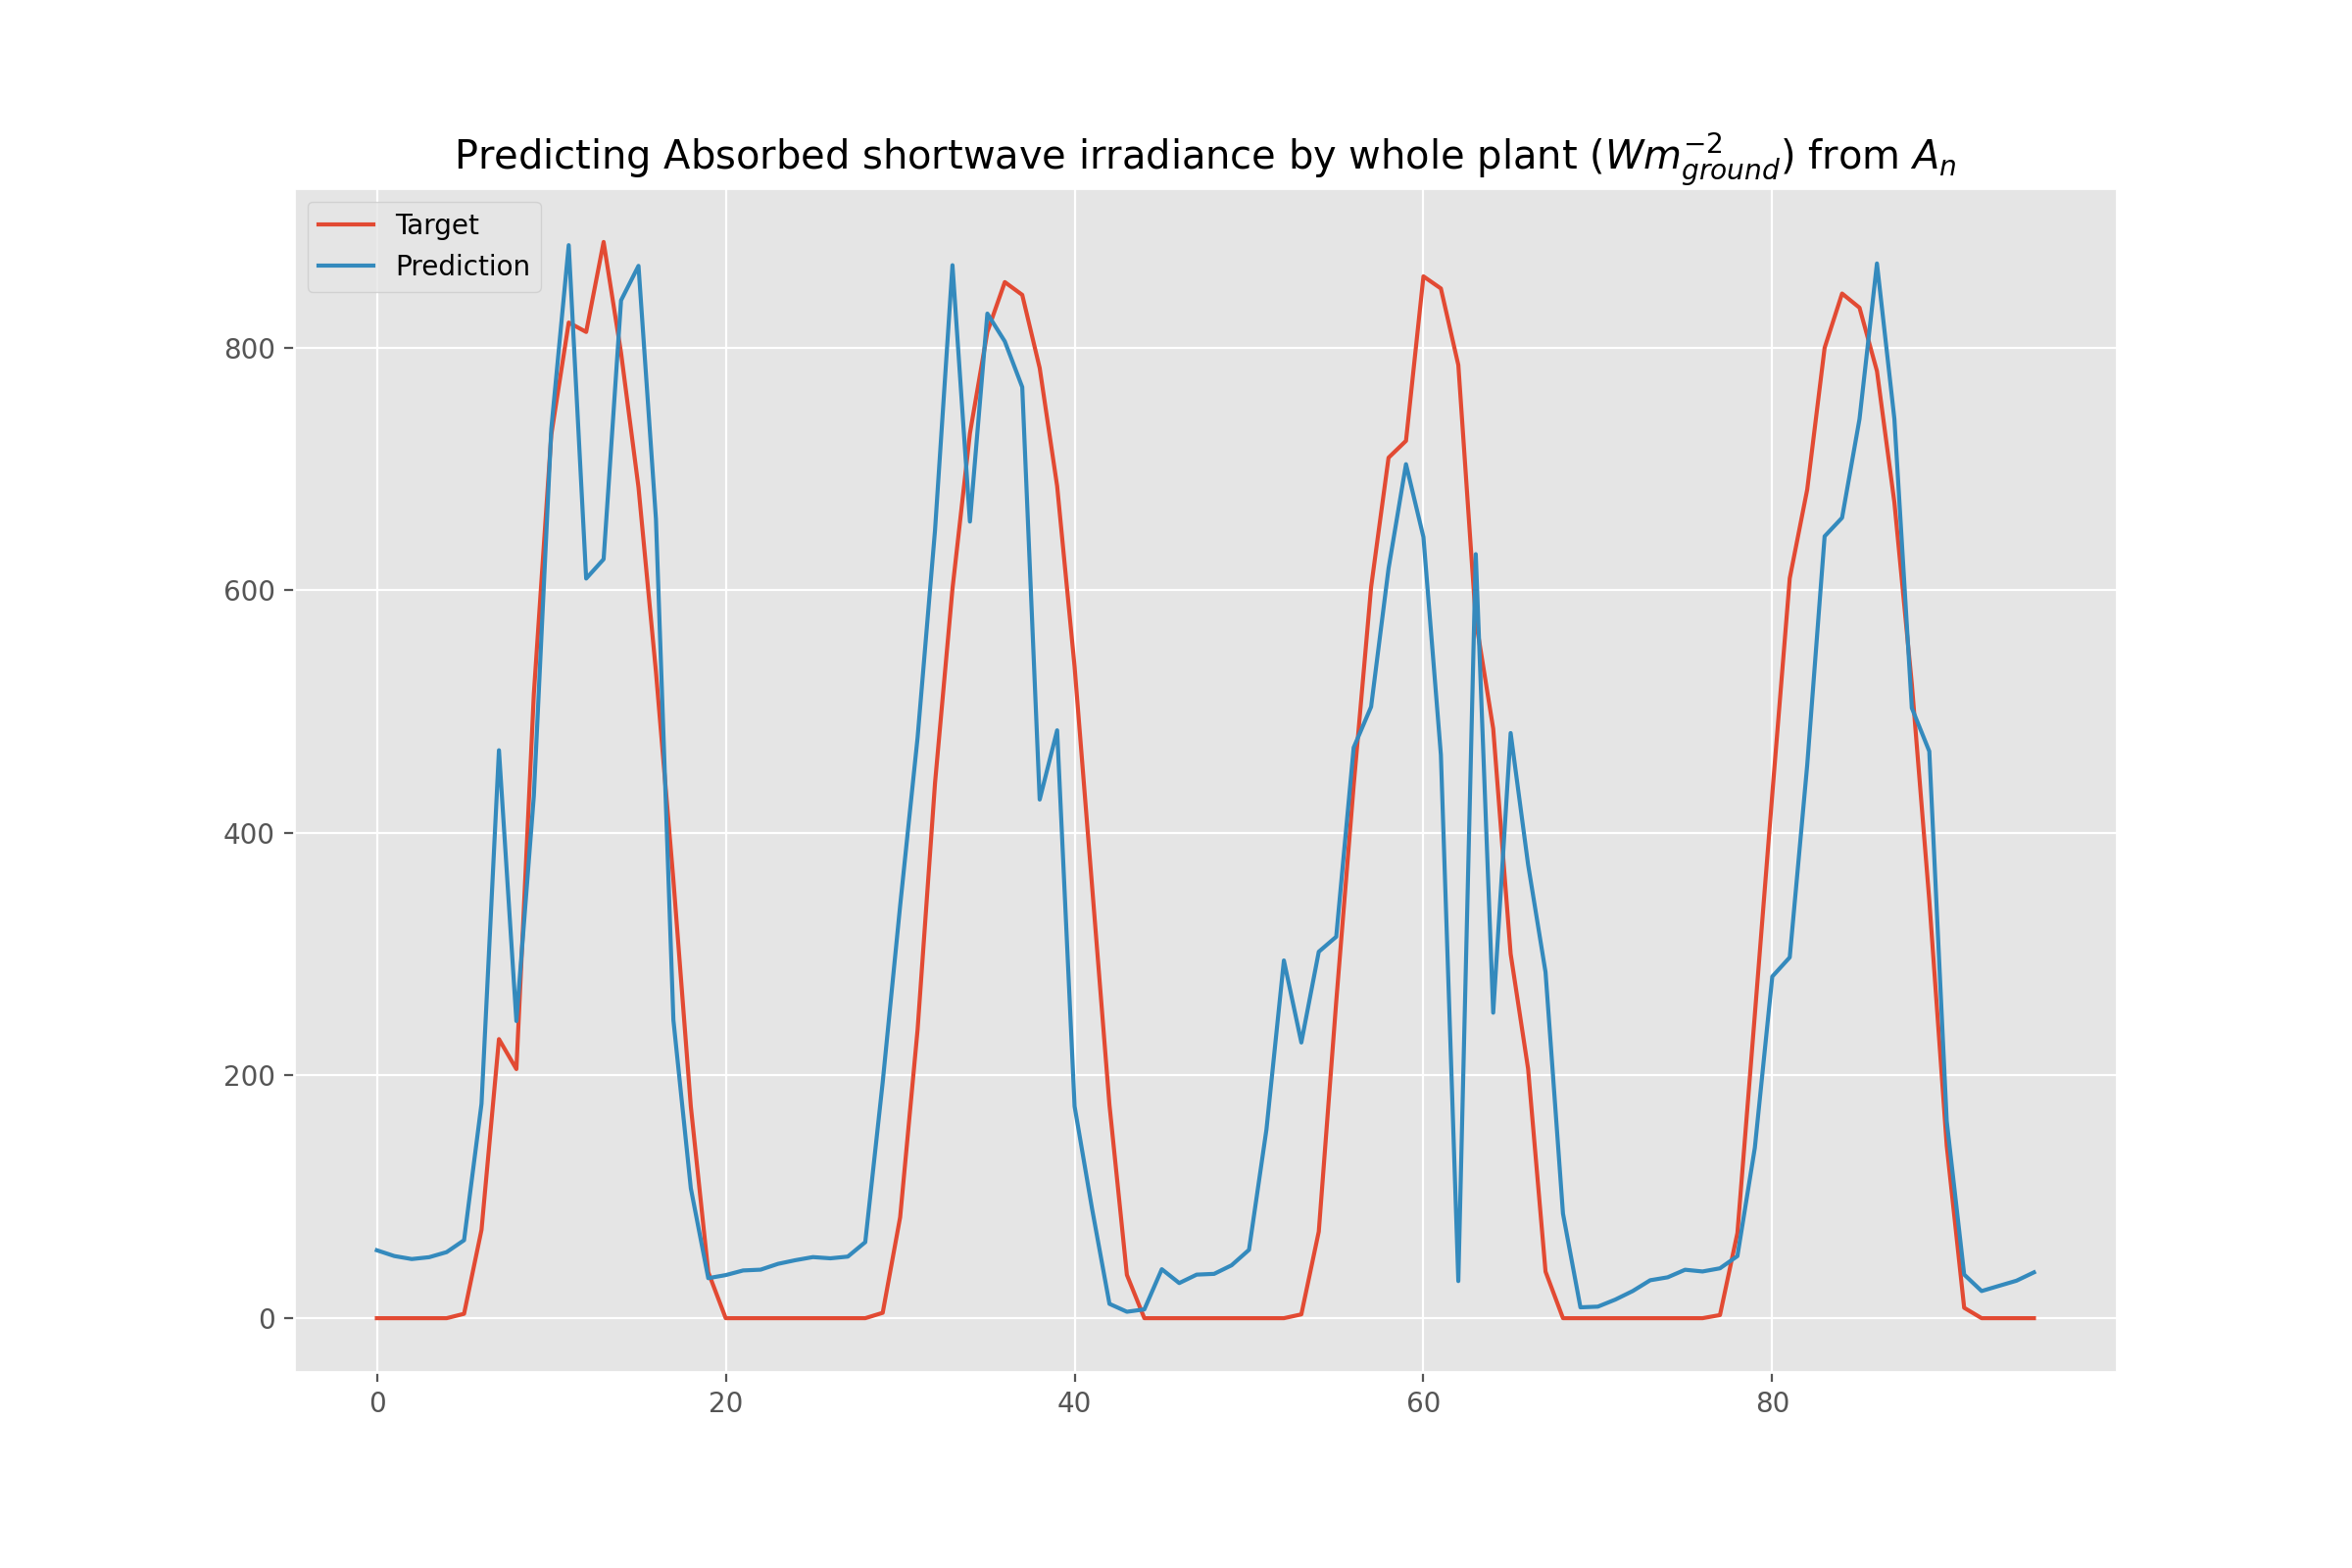 Predicting Absorbed shortwave irradiance by whole plant ($Wm^{-2}_{ground}$) from $A_n$
Target
Prediction
800
600
400
200
0
0 20 40 60 80